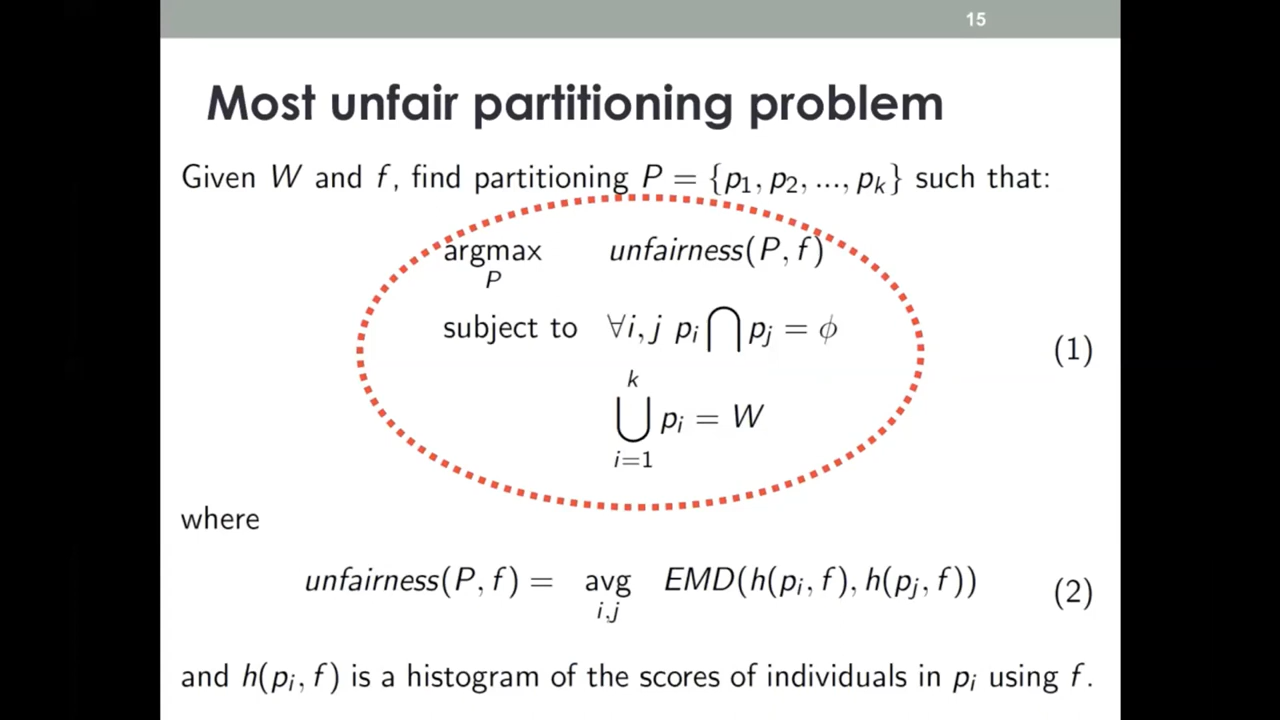 15
Most unfair partitioning problem
Given W and f, find partitioning P = {p₁, p₂, ..., pₖ} such that:
argmax unfairness(P, f)
P
subject to ∀i, j pᵢ ⋂ pⱼ = ϕ
(1)
k
⋃ pᵢ = W
i=1
where
unfairness(P, f) = avg EMD(h(pᵢ, f), h(pⱼ, f)) (2)
i,j
and h(pᵢ, f) is a histogram of the scores of individuals in pᵢ using f.